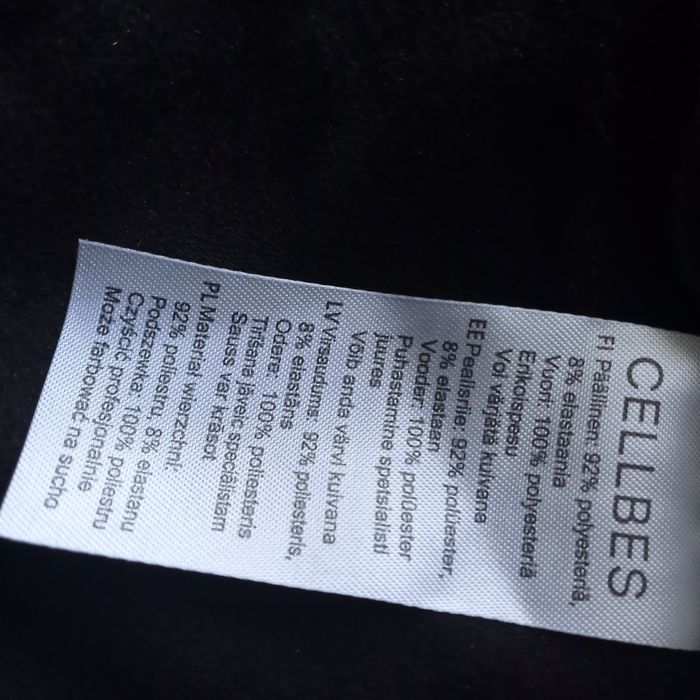 CELLBES
FI Päällinen: 92% polyesteriä,
8% elastaania
Vuori: 100% polyesteriä
Erikoispesu
Voi värjätä kuivana
EE Pealisriie: 92% polüester,
8% elastaan
Vooder: 100% polüester
Puhastamine spetsialisti
juures
Võib anda värvi kuivana
LV Virsaudums: 92% poliesteris,
8% elastāns
Odere: 100% poliesteris
Tīrīšana jāveic speciālistam
Sauss var krāsot
PL Materiał wierzchni:
92% poliestru, 8% elastanu
Podszewka: 100% poliestru
Czyścić profesjonalnie
Może farbować na sucho